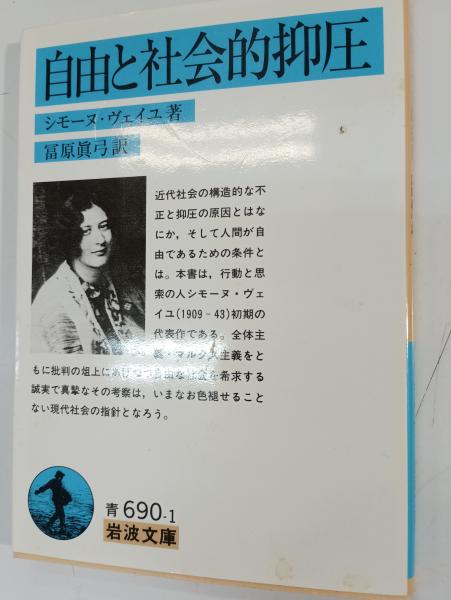 自由と社会的抑圧
シモーヌ・ヴェイユ著
冨原眞弓訳
近代社会の構造的な不
正と抑圧の原因とはな
にか，そして人間が自
由であるための条件と
は。本書は，行動と思
索の人シモーヌ・ヴェ
イユ(1909－43)初期の
代表作である。全体主
義・マルクス主義をと
もに批判の俎上にのせ 自由な社会を希求する
誠実で真摯なその考察は，いまなお色褪せること
ない現代社会の指針となろう。
青 690-1
岩波文庫